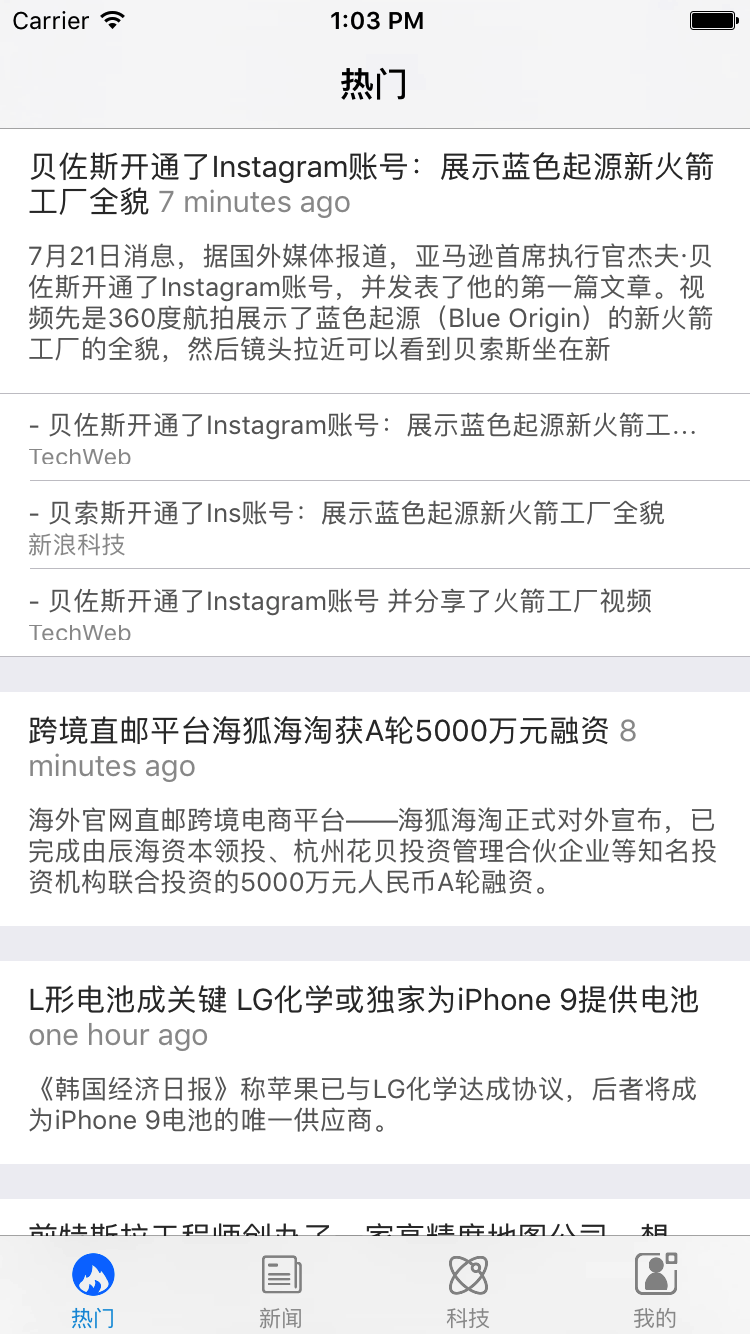 Carrier 1:03 PM
热门
贝佐斯开通了Instagram账号：展示蓝色起源新火箭
工厂全貌 7 minutes ago
7月21日消息，据国外媒体报道，亚马逊首席执行官杰夫·贝
佐斯开通了Instagram账号，并发表了他的第一篇文章。视
频先是360度航拍展示了蓝色起源（Blue Origin）的新火箭
工厂的全貌，然后镜头拉近可以看到贝索斯坐在新
- 贝佐斯开通了Instagram账号：展示蓝色起源新火箭工...
TechWeb
- 贝索斯开通了Ins账号：展示蓝色起源新火箭工厂全貌
新浪科技
- 贝佐斯开通了Instagram账号 并分享了火箭工厂视频
TechWeb
跨境直邮平台海狐海淘获A轮5000万元融资 8
minutes ago
海外官网直邮跨境电商平台——海狐海淘正式对外宣布，已
完成由辰海资本领投、杭州花贝投资管理合伙企业等知名投
资机构联合投资的5000万元人民币A轮融资。
L形电池成关键 LG化学或独家为iPhone 9提供电池
one hour ago
《韩国经济日报》称苹果已与LG化学达成协议，后者将成
为iPhone 9电池的唯一供应商。
前特斯拉工程师创办了一家高精度地图公司，想
热门 新闻 科技 我的